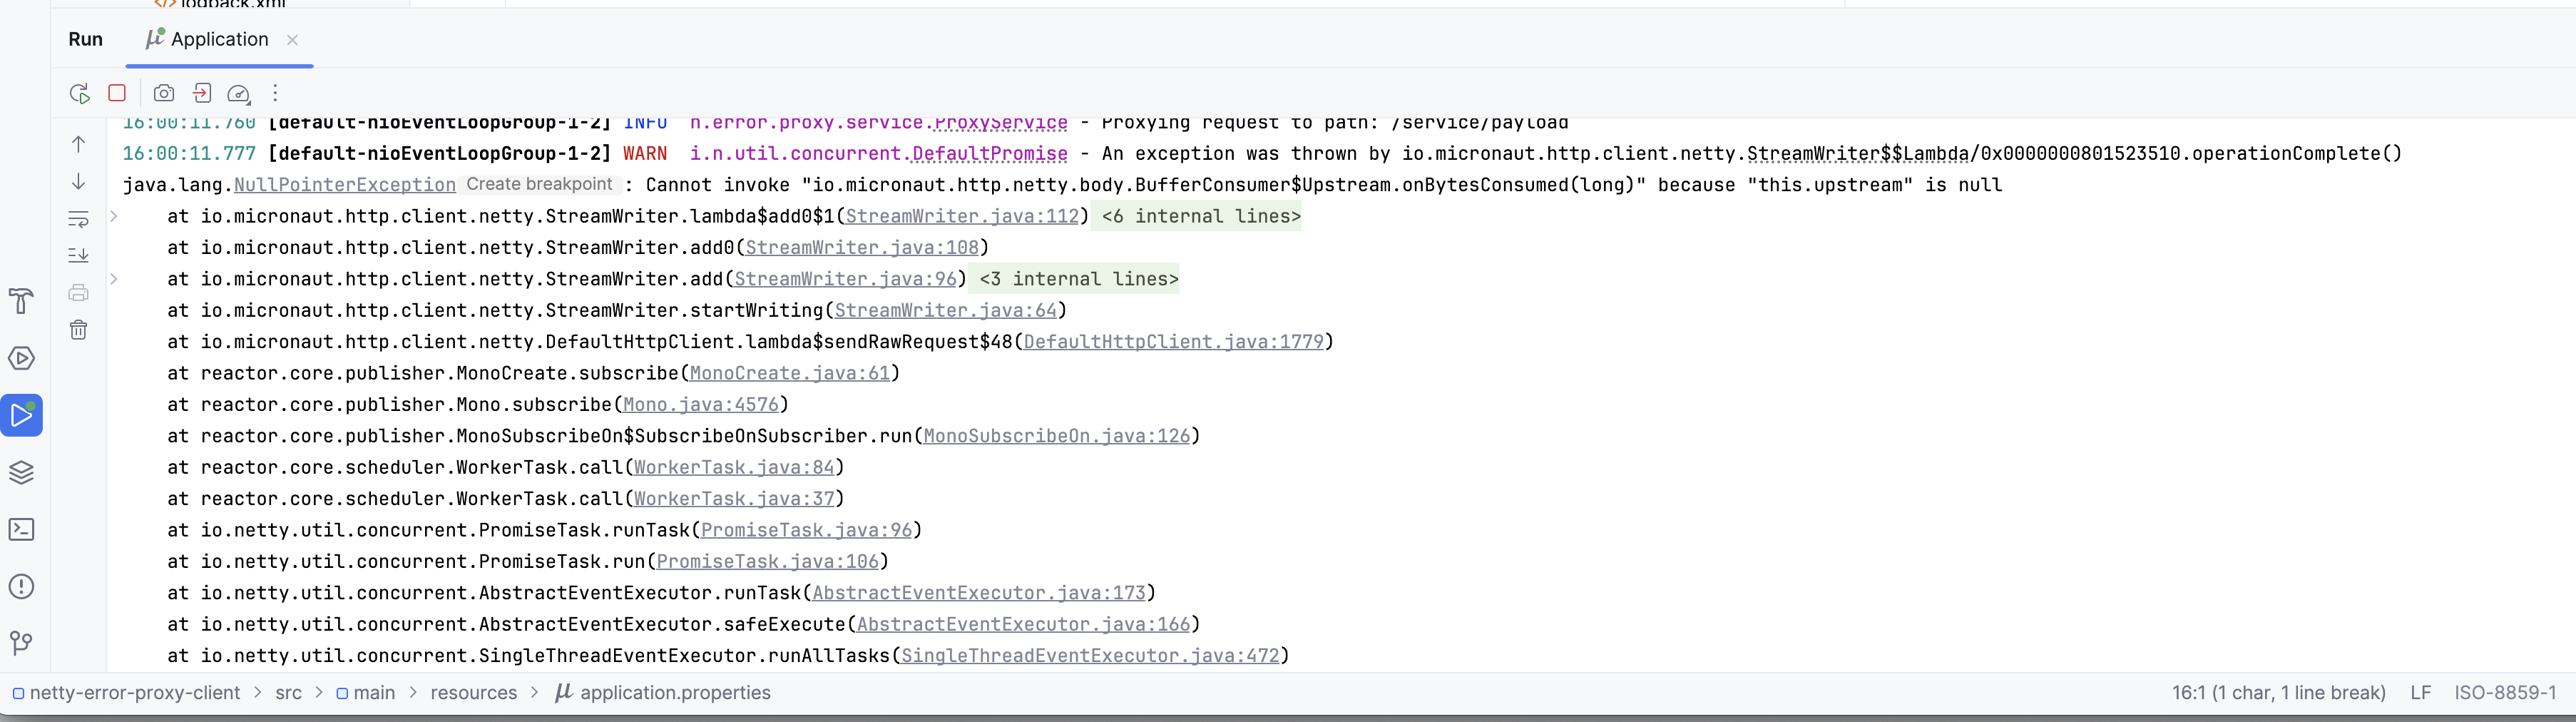 logback.xml
Run Application
16:00:11.760 [default-nioEventLoopGroup-1-2] INFO n.error.proxy.service.ProxyService - Proxying request to path: /service/payload
16:00:11.777 [default-nioEventLoopGroup-1-2] WARN i.n.util.concurrent.DefaultPromise - An exception was thrown by io.micronaut.http.client.netty.StreamWriter$$Lambda/0x0000000801523510.operationComplete()
java.lang.NullPointerException Create breakpoint : Cannot invoke "io.micronaut.http.netty.body.BufferConsumer$Upstream.onBytesConsumed(long)" because "this.upstream" is null
at io.micronaut.http.client.netty.StreamWriter.lambda$add0$1(StreamWriter.java:112) <6 internal lines>
at io.micronaut.http.client.netty.StreamWriter.add0(StreamWriter.java:108)
at io.micronaut.http.client.netty.StreamWriter.add(StreamWriter.java:96) <3 internal lines>
at io.micronaut.http.client.netty.StreamWriter.startWriting(StreamWriter.java:64)
at io.micronaut.http.client.netty.DefaultHttpClient.lambda$sendRawRequest$48(DefaultHttpClient.java:1779)
at reactor.core.publisher.MonoCreate.subscribe(MonoCreate.java:61)
at reactor.core.publisher.Mono.subscribe(Mono.java:4576)
at reactor.core.publisher.MonoSubscribeOn$SubscribeOnSubscriber.run(MonoSubscribeOn.java:126)
at reactor.core.scheduler.WorkerTask.call(WorkerTask.java:84)
at reactor.core.scheduler.WorkerTask.call(WorkerTask.java:37)
at io.netty.util.concurrent.PromiseTask.runTask(PromiseTask.java:96)
at io.netty.util.concurrent.PromiseTask.run(PromiseTask.java:106)
at io.netty.util.concurrent.AbstractEventExecutor.runTask(AbstractEventExecutor.java:173)
at io.netty.util.concurrent.AbstractEventExecutor.safeExecute(AbstractEventExecutor.java:166)
at io.netty.util.concurrent.SingleThreadEventExecutor.runAllTasks(SingleThreadEventExecutor.java:472)
netty-error-proxy-client > src > main > resources > application.properties 16:1 (1 char, 1 line break) LF ISO-8859-1